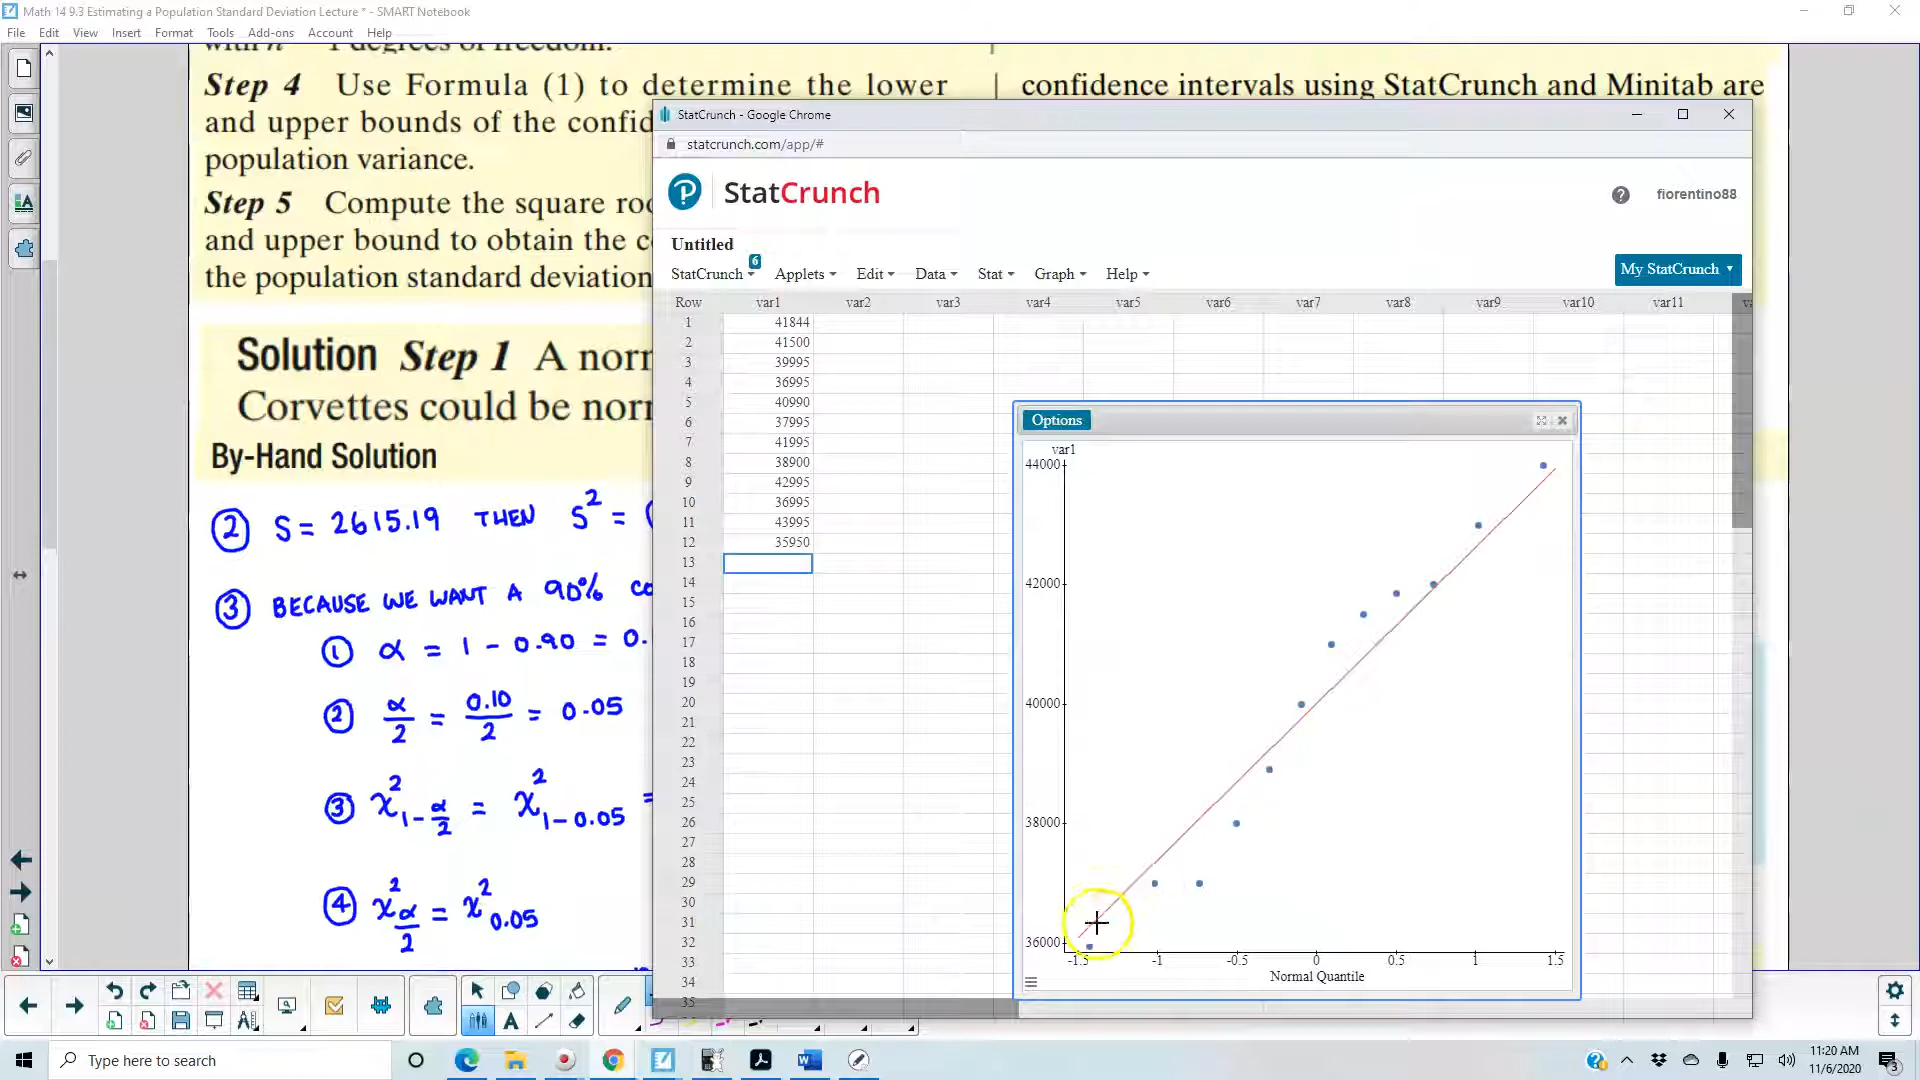 Math 14 9.3 Estimating a Population Standard Deviation Lecture * - SMART Notebook
File Edit View Insert Format Tools Add-ons Account Help
degrees of freedom.
Step 4 Use Formula (1) to determine the lower
and upper bounds of the confid
population variance.
Step 5 Compute the square roo
and upper bound to obtain the c
the population standard deviation
confidence intervals using StatCrunch and Minitab are
Solution Step 1 A norr
Corvettes could be norr
By-Hand Solution
② S = 2615.19 THEN S² = (
③ BECAUSE WE WANT A 90% CO
① α = 1 - 0.90 = 0.
② α/2 = 0.10/2 = 0.05
③ χ²1-α/2 = χ²1-0.05 =
④ χ²α/2 = χ²0.05
StatCrunch - Google Chrome
statcrunch.com/app/#
StatCrunch
fiorentino88
Untitled
StatCrunch 6 Applets Edit Data Stat Graph Help
My StatCrunch
Row var1 var2 var3 var4 var5 var6 var7 var8 var9 var10 var11
1 41844
2 41500
3 39995
4 36995
5 40990
6 37995
7 41995
8 38900
9 42995
10 36995
11 43995
12 35950
13
14
15
16
17
18
19
20
21
22
23
24
25
26
27
28
29
30
31
32
33
34
35
Options
var1
44000
42000
40000
38000
36000
-1.5 -1 -0.5 0 0.5 1 1.5
Normal Quantile
Type here to search
11:20 AM
11/6/2020
3